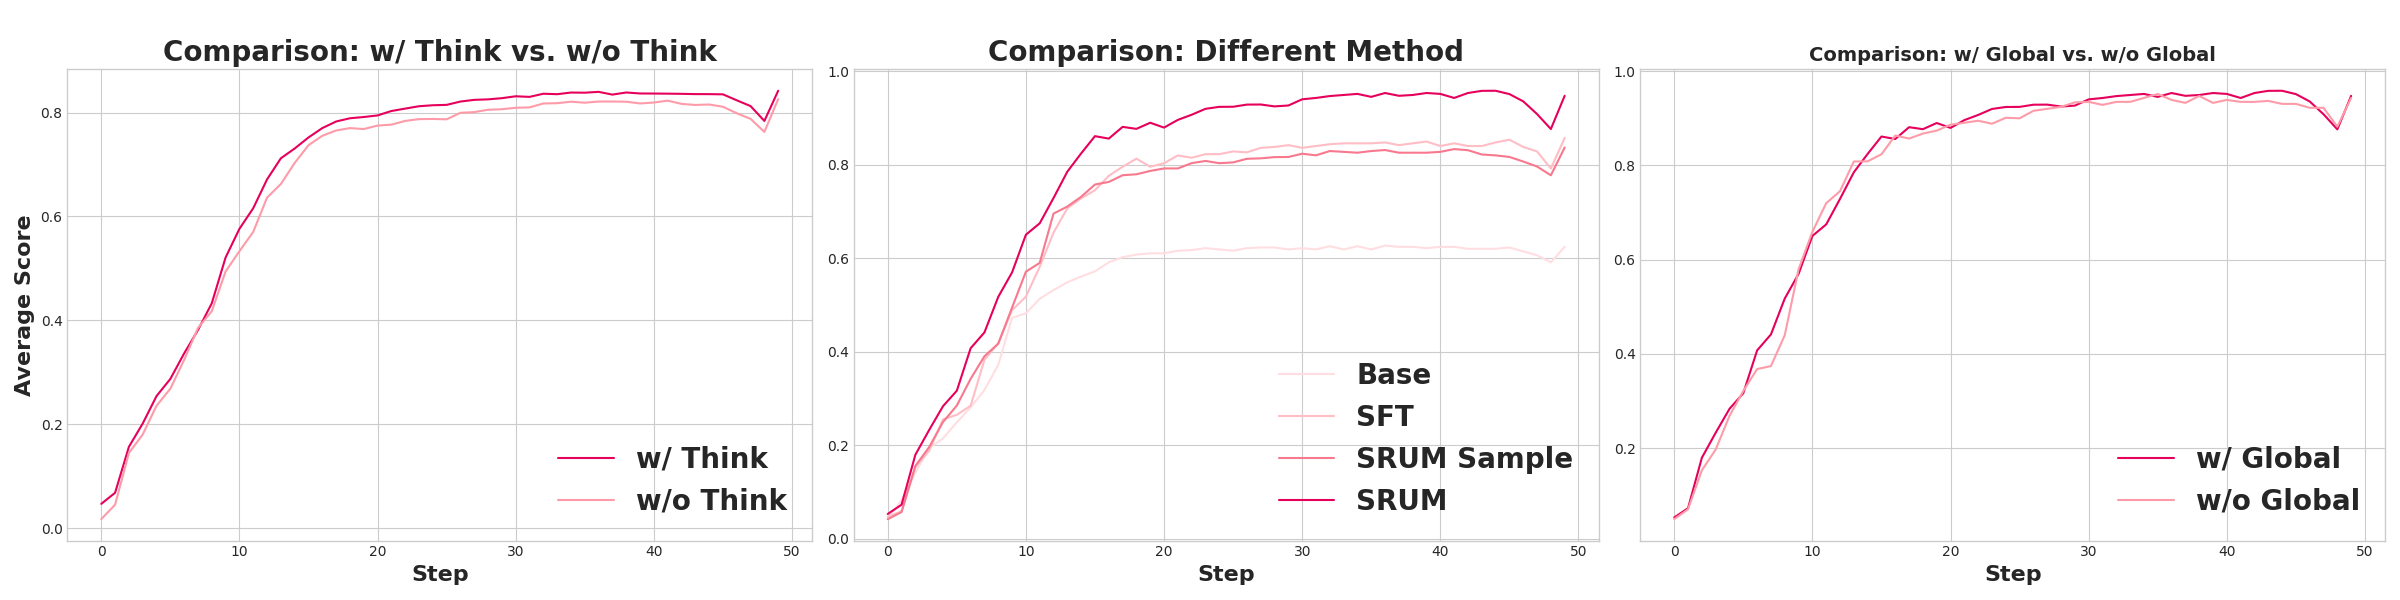 Comparison: w/ Think vs. w/o Think
Average Score
0.8
0.6
0.4
0.2
0.0
w/ Think
w/o Think
0 10 20 30 40 50
Step
Comparison: Different Method
1.0
0.8
0.6
0.4
0.2
0.0
Base
SFT
SRUM Sample
SRUM
0 10 20 30 40 50
Step
Comparison: w/ Global vs. w/o Global
1.0
0.8
0.6
0.4
0.2
w/ Global
w/o Global
0 10 20 30 40 50
Step